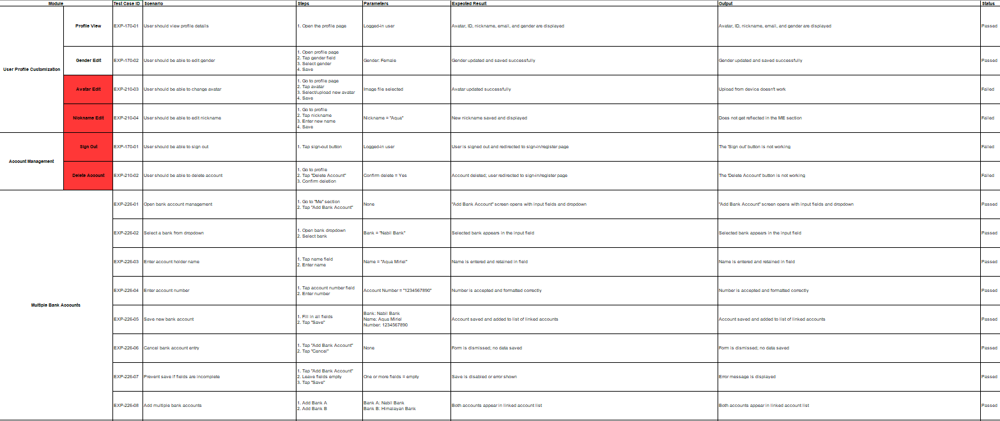 Module Test Case ID Scenario Steps Parameters Expected Result Output Status
User Profile Customization
Profile View EXP-170-01 User should view profile details 1. Open the profile page Logged-in user Avatar, ID, nickname, email, and gender are displayed Avatar, ID, nickname, email, and gender are displayed Passed
Gender Edit EXP-170-02 User should be able to edit gender
1. Open profile page
2. Tap gender field
3. Select gender
4. Save
Gender: Female Gender updated and saved successfully Gender updated and saved successfully Passed
Avatar Edit EXP-210-03 User should be able to change avatar
1. Go to profile page
2. Tap avatar
3. Select/upload new avatar
4. Save
Image file selected Avatar updated successfully Upload from device doesn't work Failed
Nickname Edit EXP-210-04 User should be able to edit nickname
1. Go to profile
2. Tap nickname
3. Enter new name
4. Save
Nickname = "Aqua" New nickname saved and displayed Does not get reflected in the ME section Failed
Account Management
Sign Out EXP-170-01 User should be able to sign out 1. Tap sign-out button Logged-in user User is signed out and redirected to sign-in/register page The 'Sign out' button is not working Failed
Delete Account EXP-210-02 User should be able to delete account
1. Go to profile
2. Tap "Delete Account"
3. Confirm deletion
Confirm delete = Yes Account deleted; user redirected to sign-in/register page The 'Delete Account' button is not working Failed
Multiple Bank Accounts
EXP-226-01 Open bank account management
1. Go to "Me" section
2. Tap "Add Bank Account"
None "Add Bank Account" screen opens with input fields and dropdown "Add Bank Account" screen opens with input fields and dropdown Passed
EXP-226-02 Select a bank from dropdown
1. Open bank dropdown
2. Select bank
Bank = "Nabil Bank" Selected bank appears in the input field Selected bank appears in the input field Passed
EXP-226-03 Enter account holder name
1. Tap name field
2. Enter name
Name = "Aqua Miriel" Name is entered and retained in field Name is entered and retained in field Passed
EXP-226-04 Enter account number
1. Tap account number field
2. Enter number
Account Number = "1234567890" Number is accepted and formatted correctly Number is accepted and formatted correctly Passed
EXP-226-05 Save new bank account
1. Fill in all fields
2. Tap "Save"
Bank: Nabil Bank
Name: Aqua Miriel
Number: 1234567890
Account saved and added to list of linked accounts Account saved and added to list of linked accounts Passed
EXP-226-06 Cancel bank account entry
1. Tap "Add Bank Account"
2. Tap "Cancel"
None Form is dismissed; no data saved Form is dismissed; no data saved Passed
EXP-226-07 Prevent save if fields are incomplete
1. Tap "Add Bank Account"
2. Leave fields empty
3. Tap "Save"
One or more fields = empty Save is disabled or error shown Error message is displayed Passed
EXP-226-08 Add multiple bank accounts
1. Add Bank A
2. Add Bank B
Bank A: Nabil Bank
Bank B: Himalayan Bank
Both accounts appear in linked account list Both accounts appear in linked account list Passed